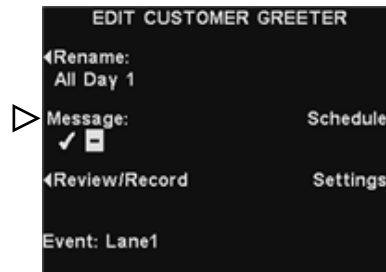 EDIT CUSTOMER GREETER
◀Rename:
All Day 1
Message: Schedule
✓ -
◀Review/Record Settings
Event: Lane1